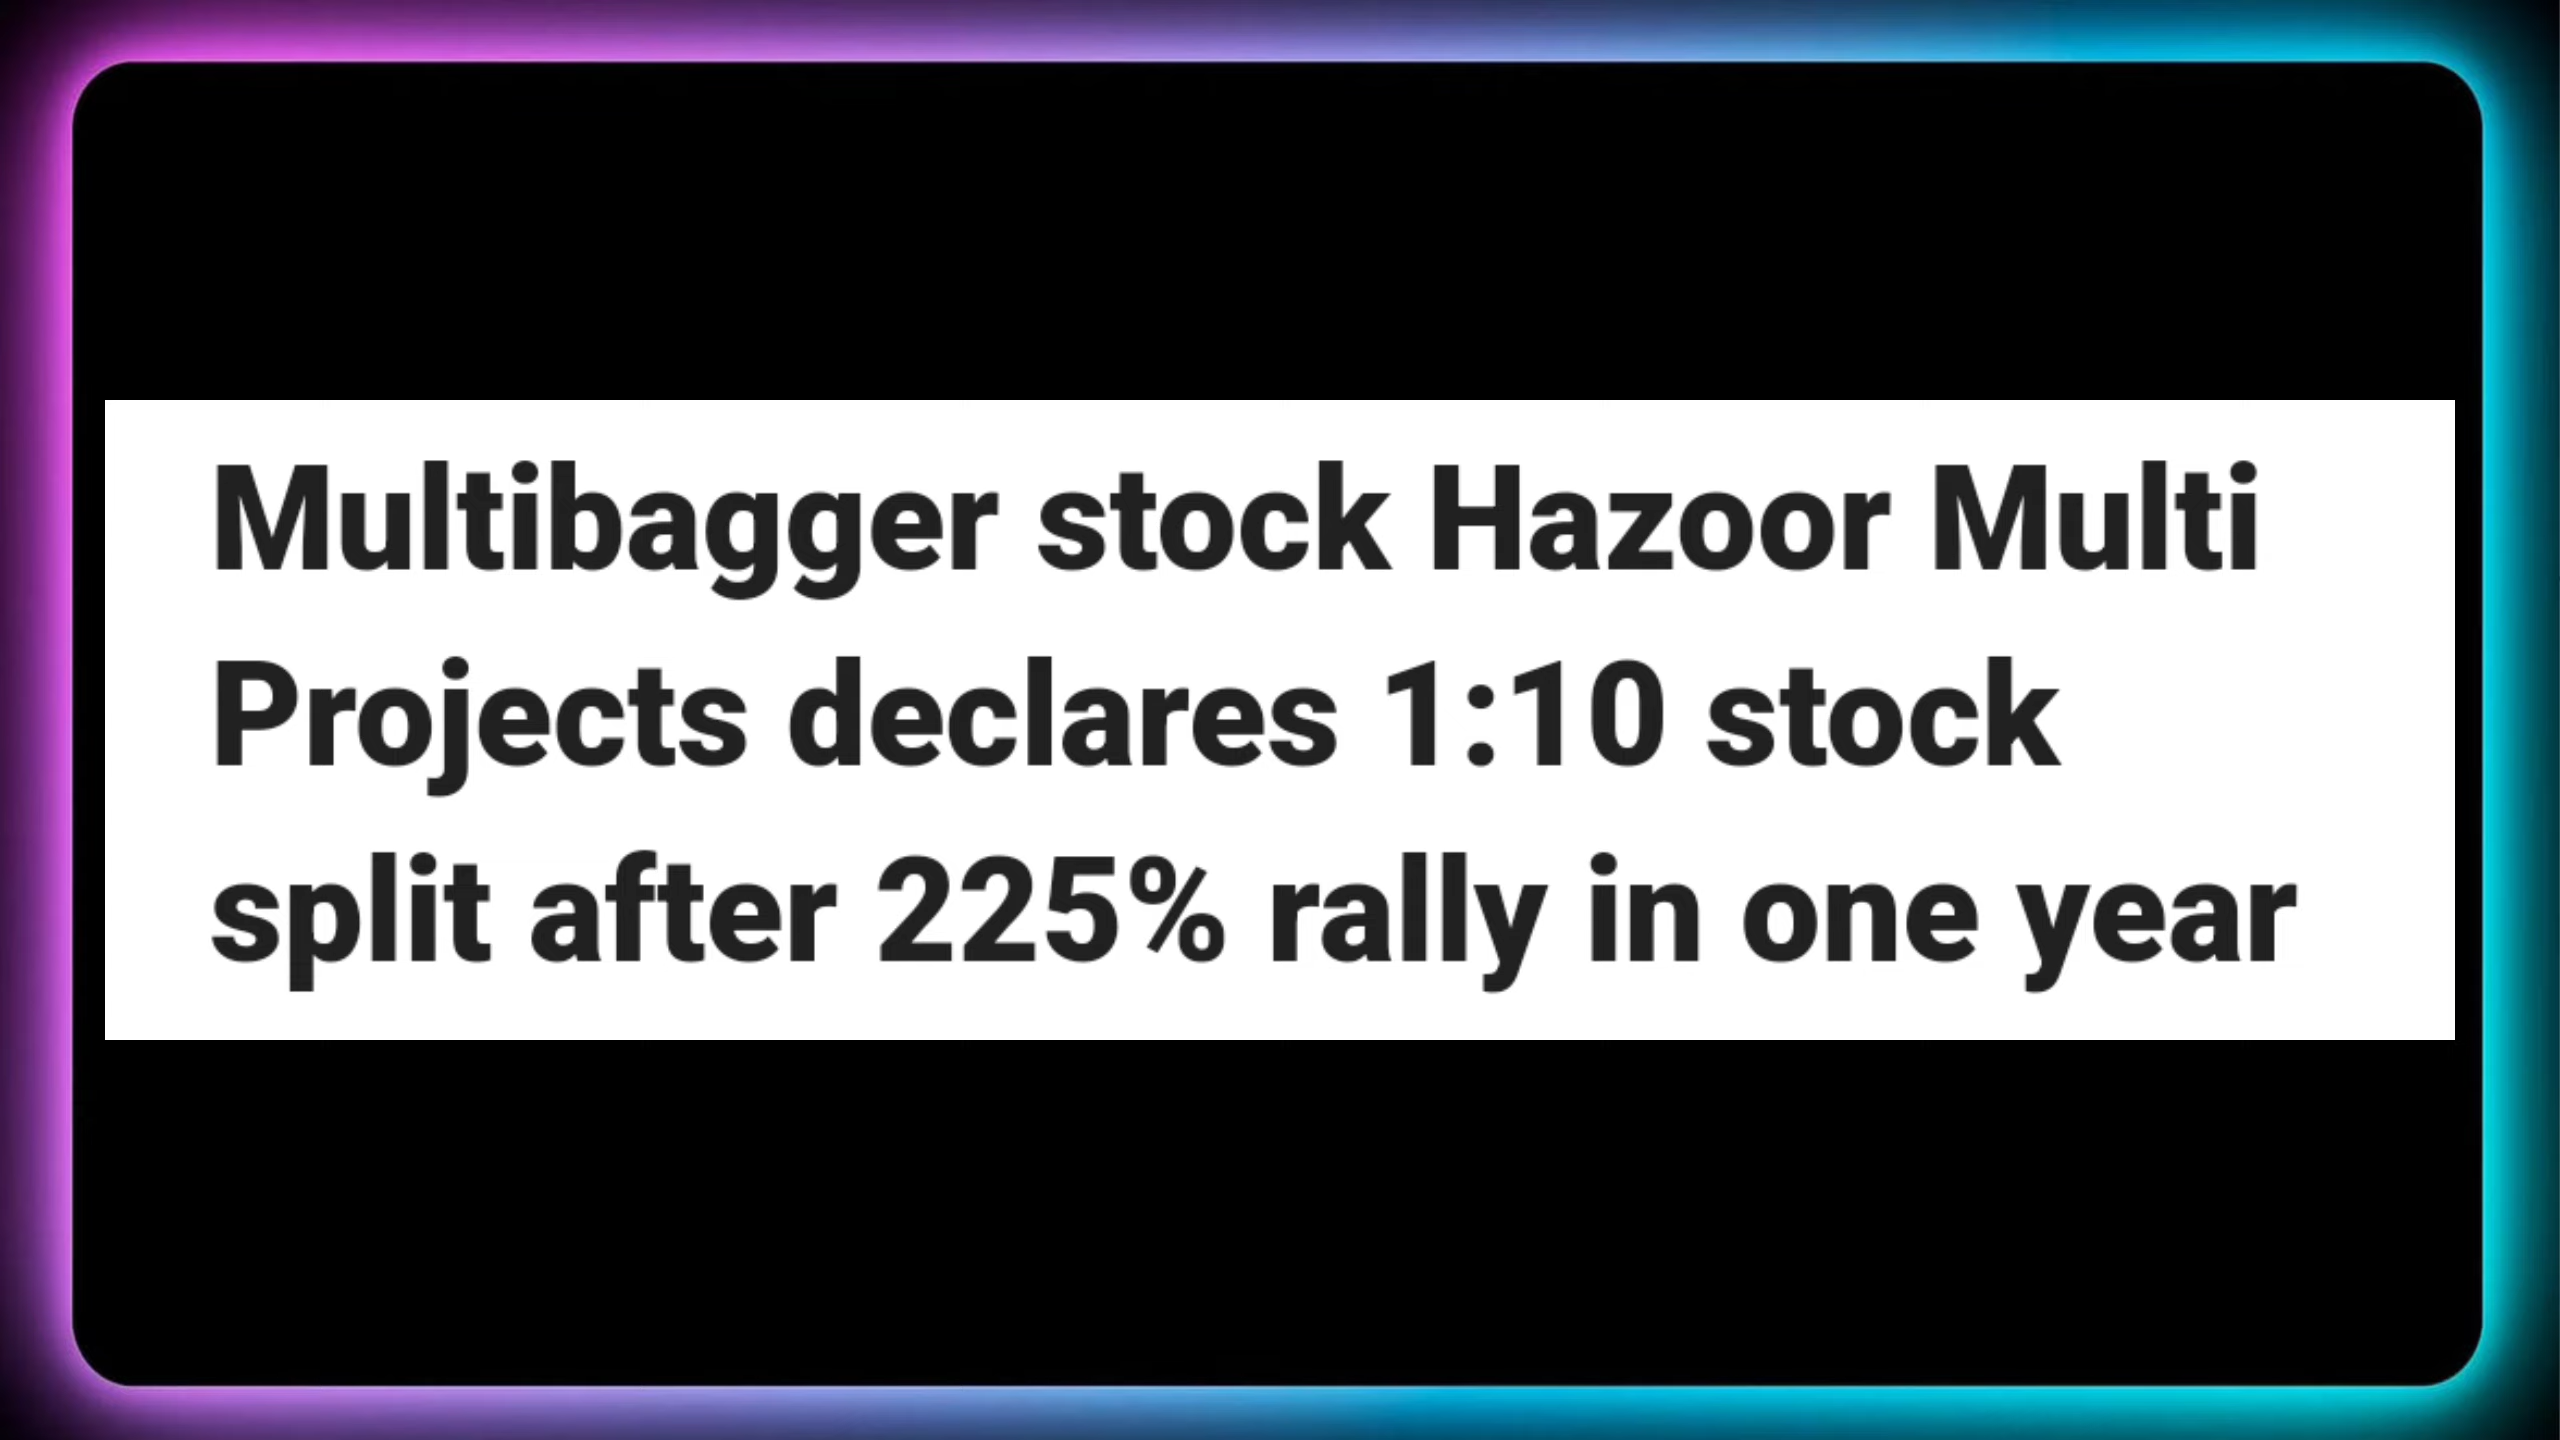 Multibagger stock Hazoor Multi
Projects declares 1:10 stock
split after 225% rally in one year